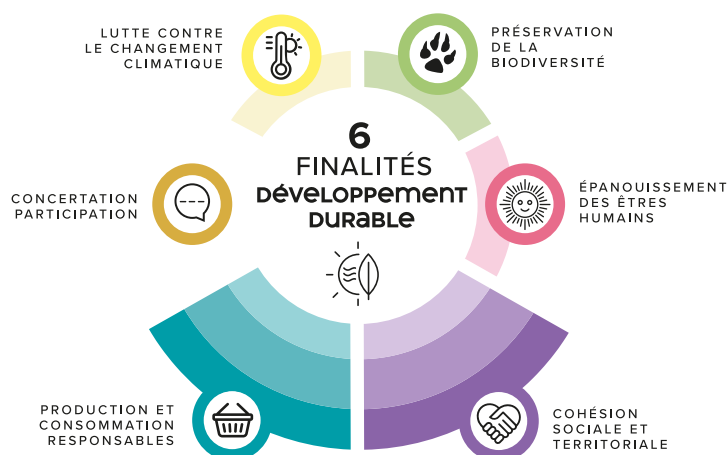 LUTTE CONTRE
LE CHANGEMENT
CLIMATIQUE
PRÉSERVATION
DE LA
BIODIVERSITÉ
6
FINALITÉS
DÉVELOPPEMENT
DURABLE
CONCERTATION
PARTICIPATION
ÉPANOUISSEMENT
DES ÊTRES
HUMAINS
PRODUCTION ET
CONSOMMATION
RESPONSABLES
COHÉSION
SOCIALE ET
TERRITORIALE